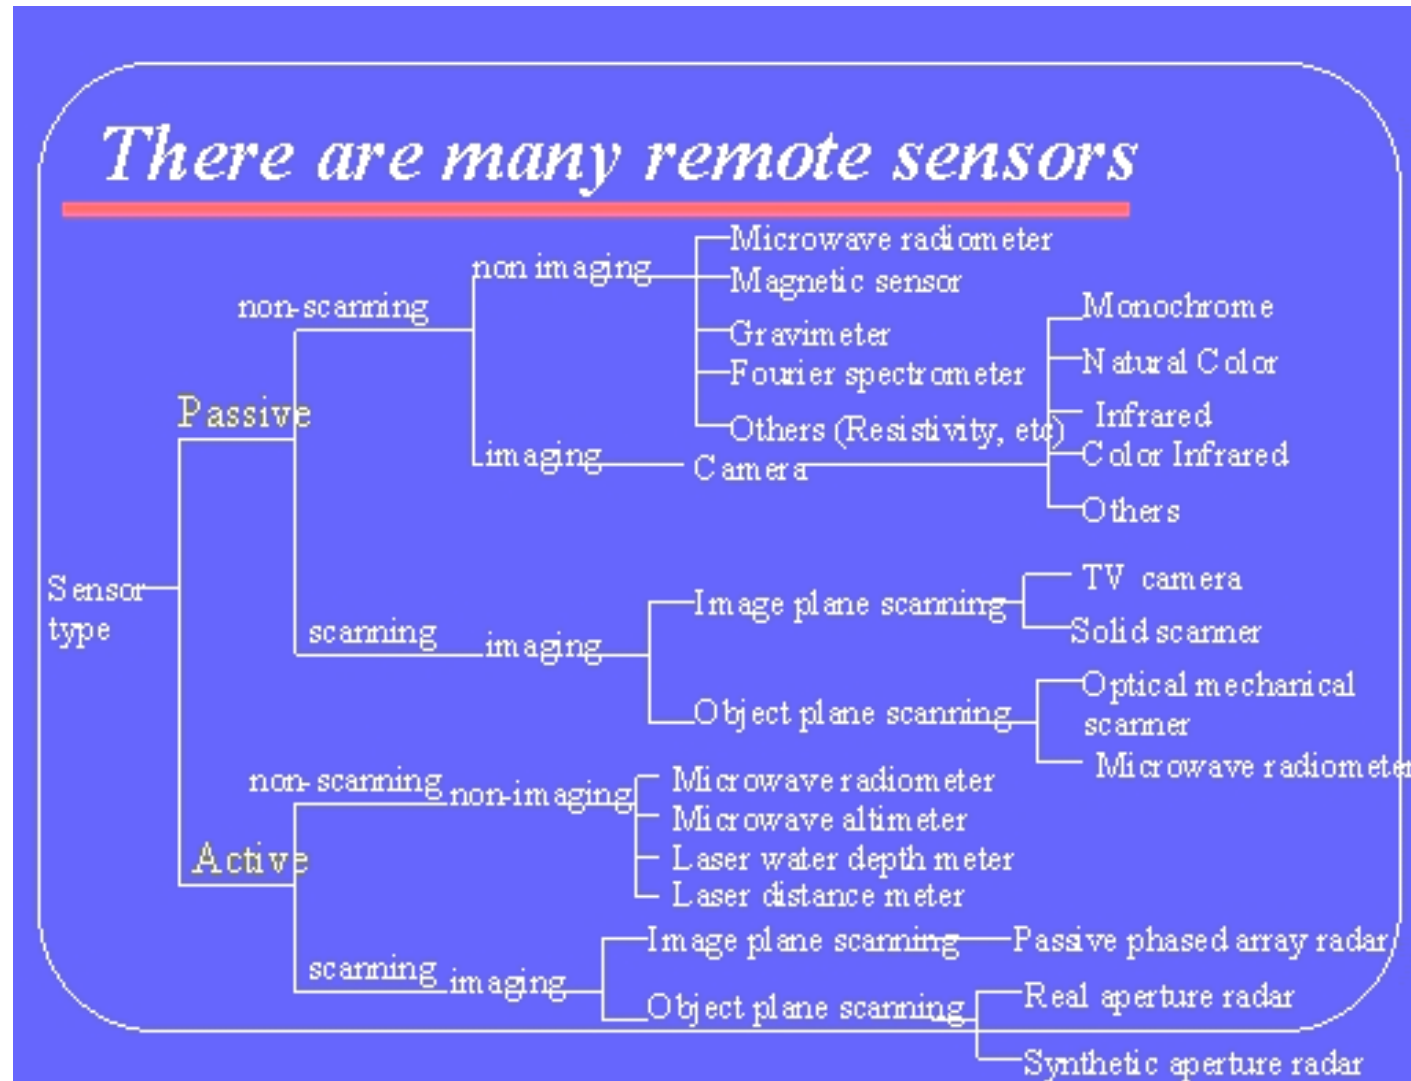 There are many remote sensors
Microwave radiometer
non imaging
Magnetic sensor
non-scanning
Monochrome
Gravimeter
Natural Color
Fourier spectrometer
Passive
Infrared
Others (Resistivity, etc)
imaging
Camera
Color Infrared
Others
Sensor
type
TV camera
Image plane scanning
scanning
Solid scanner
imaging
Optical mechanical
scanner
Object plane scanning
Microwave radiometer
non-scanning
non-imaging
Microwave radiometer
Microwave altimeter
Active
Laser water depth meter
Laser distance meter
Image plane scanning
Passive phased array radar
scanning
imaging
Real aperture radar
Object plane scanning
Synthetic aperture radar